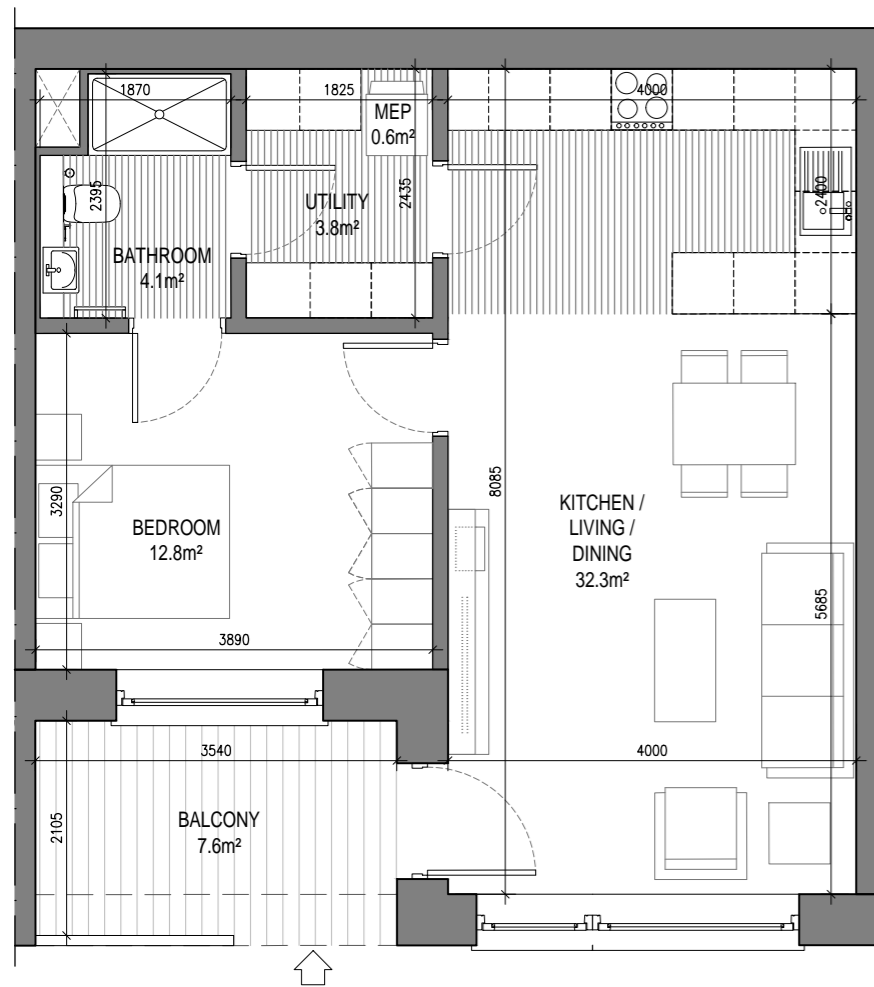 1870
1825
4000
MEP
0.6m²
2395
2435
2400
UTILITY
3.8m²
BATHROOM
4.1m²
3290
8085
BEDROOM
12.8m²
KITCHEN /
LIVING /
DINING
32.3m²
5685
3890
3540
4000
2105
BALCONY
7.6m²